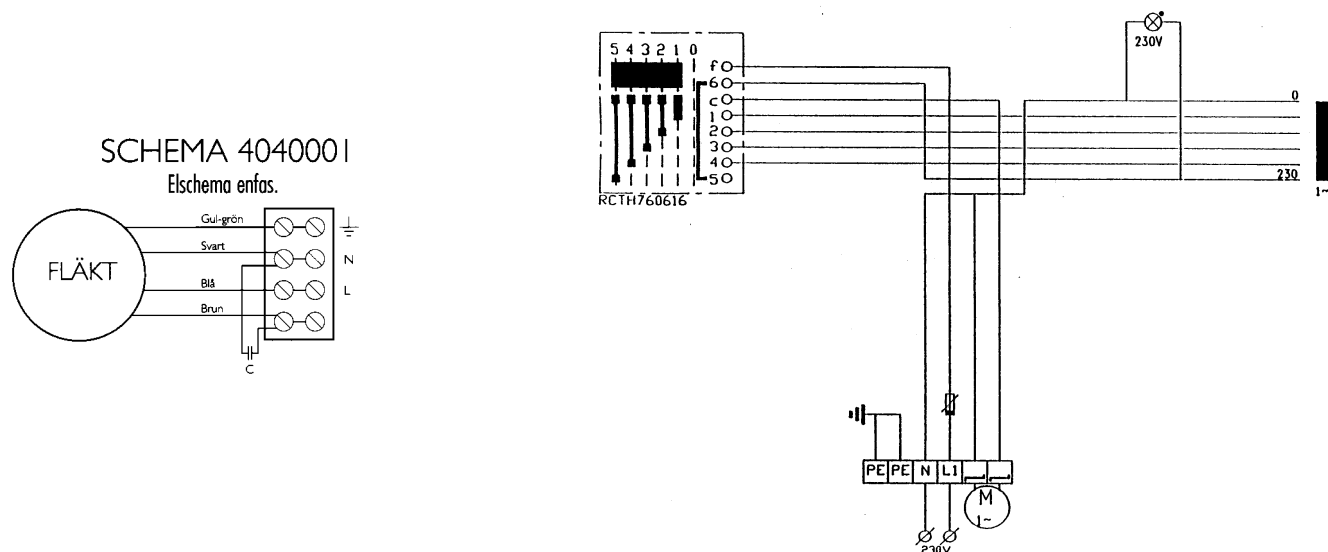 SCHEMA 4040001
Elschema enfas.
FLÄKT
Gul-grön
Svart
Blå
Brun
N
L
C
5 4 3 2 1 0
f
6
c
1
2
3
4
5
RCTH760616
230V
0
230
1~
PE PE N L1
M
1~
230V